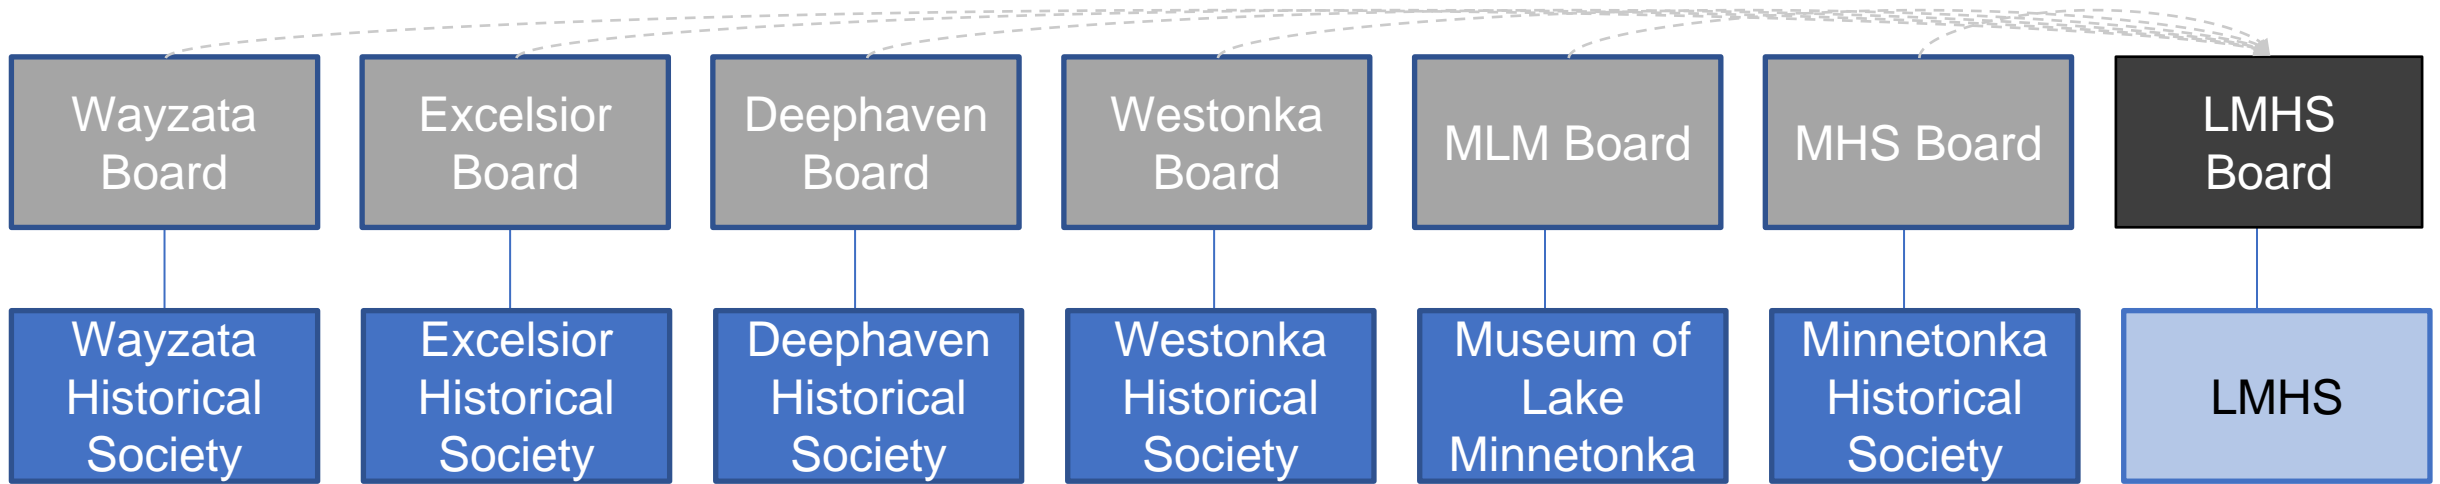 Wayzata
Board
Excelsior
Board
Deephaven
Board
Westonka
Board
MLM Board
MHS Board
LMHS
Board
Wayzata
Historical
Society
Excelsior
Historical
Society
Deephaven
Historical
Society
Westonka
Historical
Society
Museum of
Lake
Minnetonka
Minnetonka
Historical
Society
LMHS